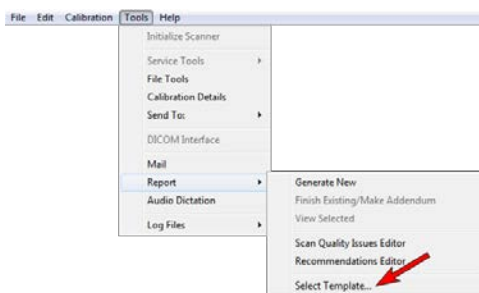 File Edit Calibration Tools Help
Initialize Scanner
Service Tools
File Tools
Calibration Details
Send To:
DICOM Interface
Mail
Report
Audio Dictation
Log Files
Generate New
Finish Existing/Make Addendum
View Selected
Scan Quality Issues Editor
Recommendations Editor
Select Template...